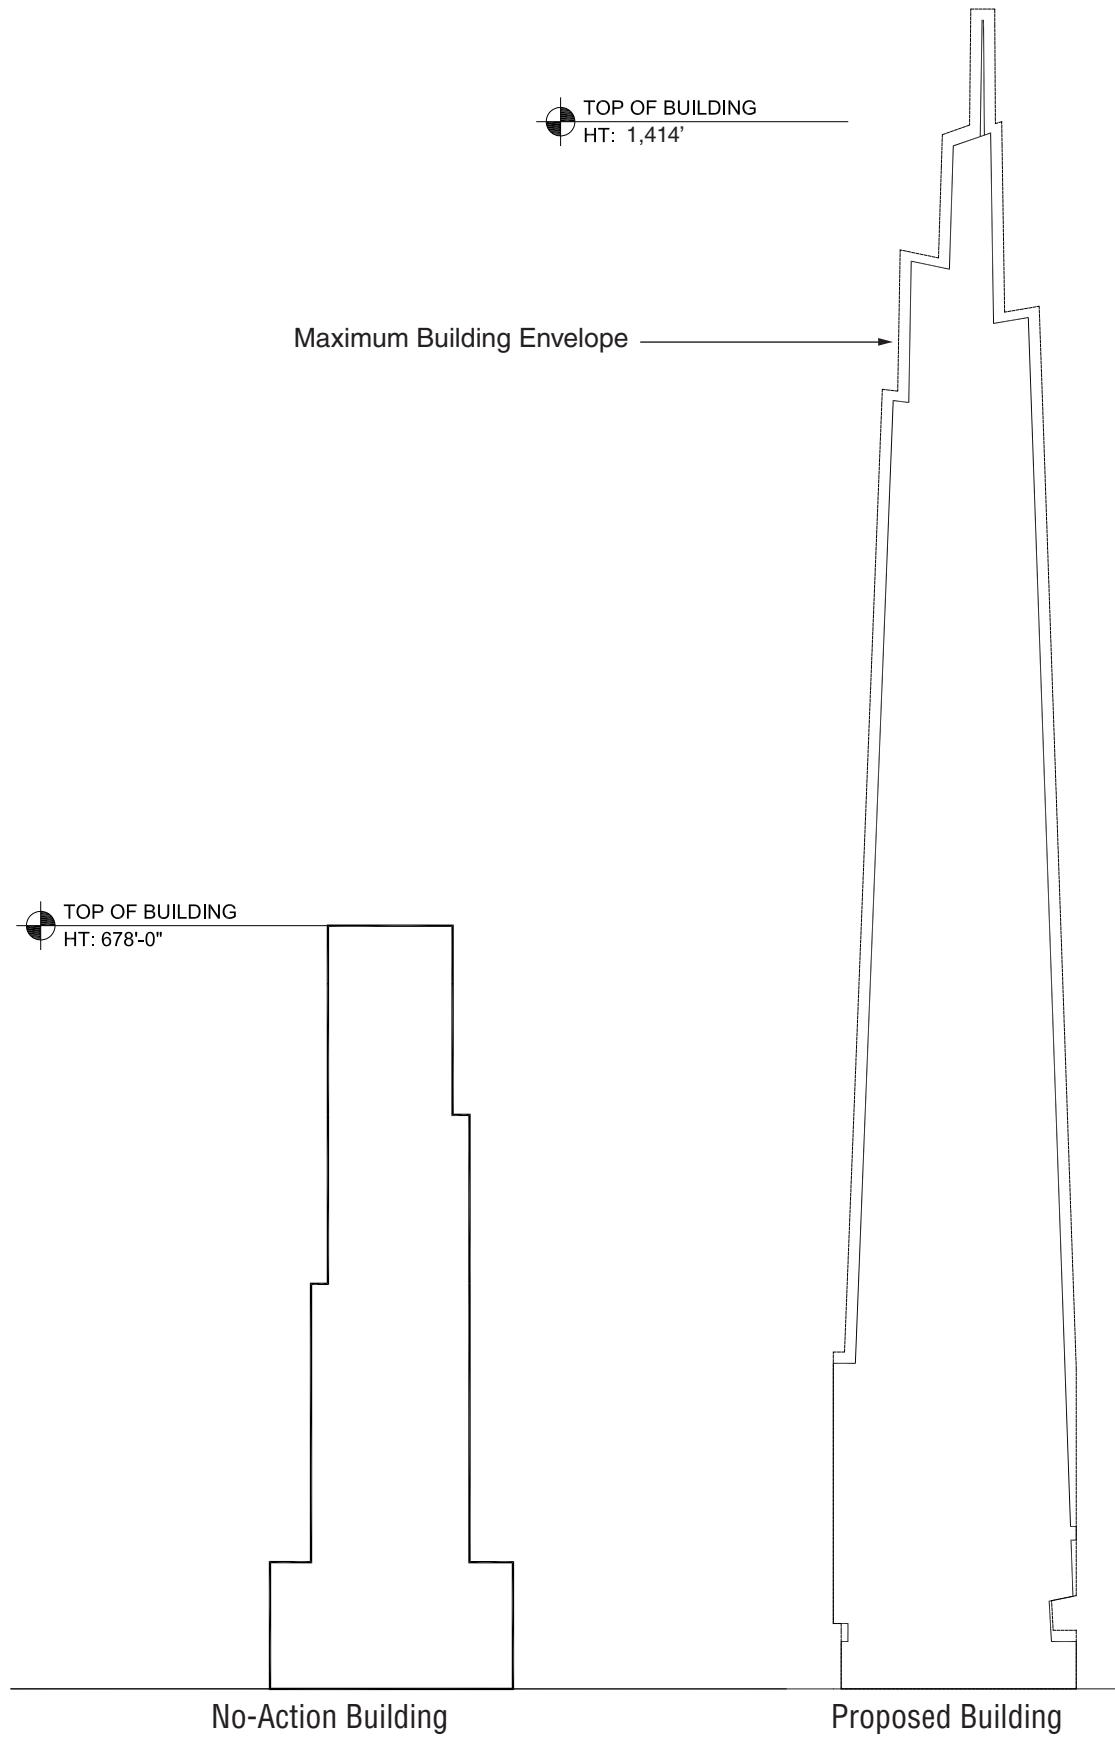 TOP OF BUILDING
HT: 1,414’
Maximum Building Envelope
TOP OF BUILDING
HT: 678'-0"
No-Action Building
Proposed Building